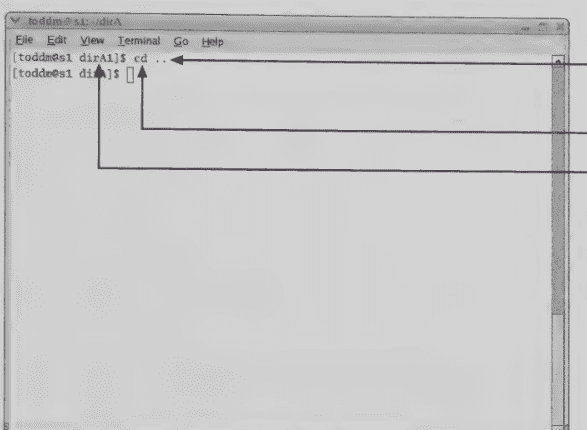 toddm@s1: ~/dirA
File Edit View Terminal Go Help
[toddm@s1 dirA1]$ cd ..
[toddm@s1 dirA]$